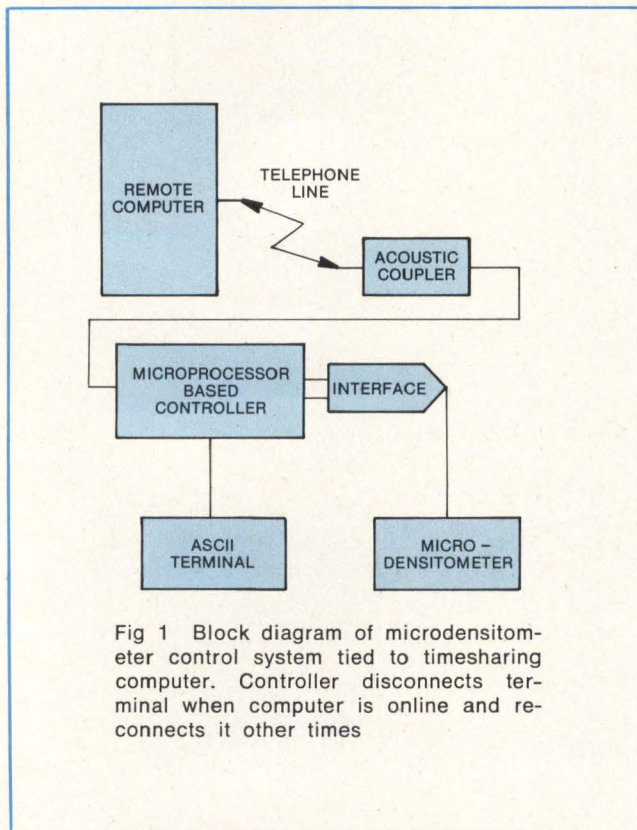 REMOTE
COMPUTER
TELEPHONE
LINE
ACOUSTIC
COUPLER
MICROPROCESSOR
BASED
CONTROLLER
INTERFACE
ASCII
TERMINAL
MICRO –
DENSITOMETER
Fig 1 Block diagram of microdensitom-
eter control system tied to timesharing
computer. Controller disconnects ter-
minal when computer is online and re-
connects it other times